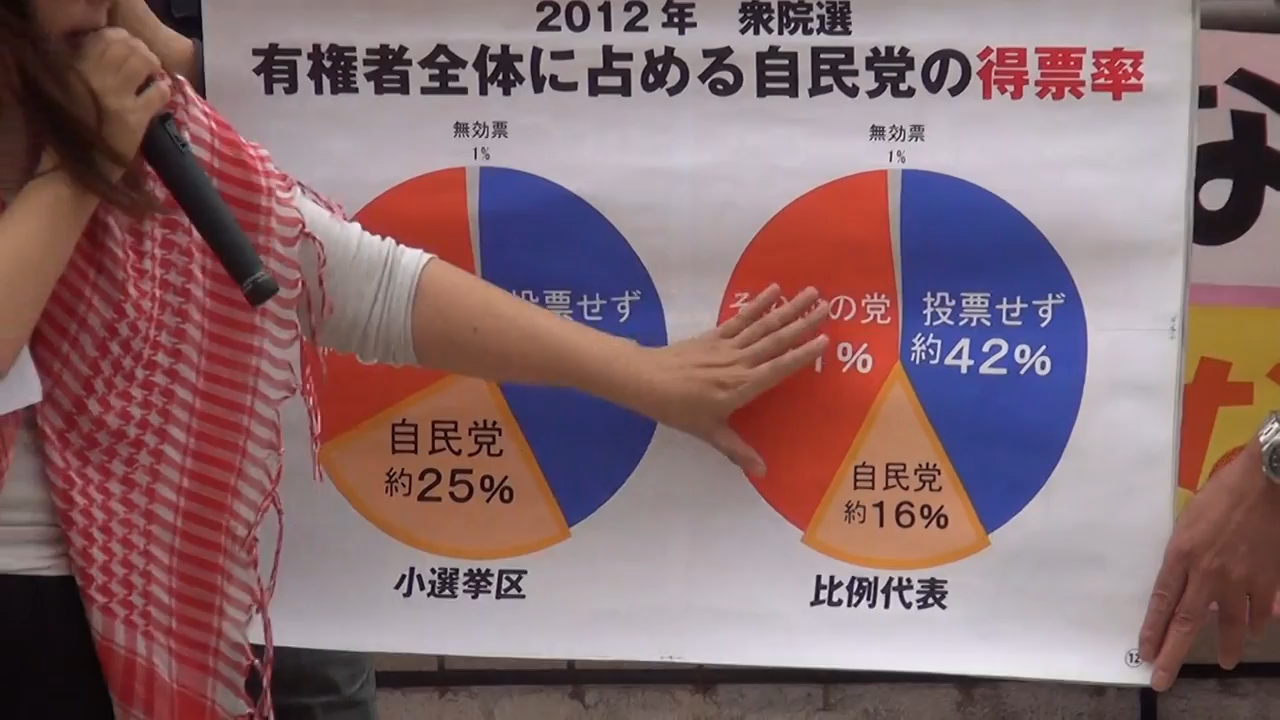 2012年 衆院選
有権者全体に占める自民党の得票率
無効票
1%
投票せず
自民党
約25%
小選挙区
無効票
1%
の党
1%
投票せず
約42%
自民党
約16%
比例代表
12
な